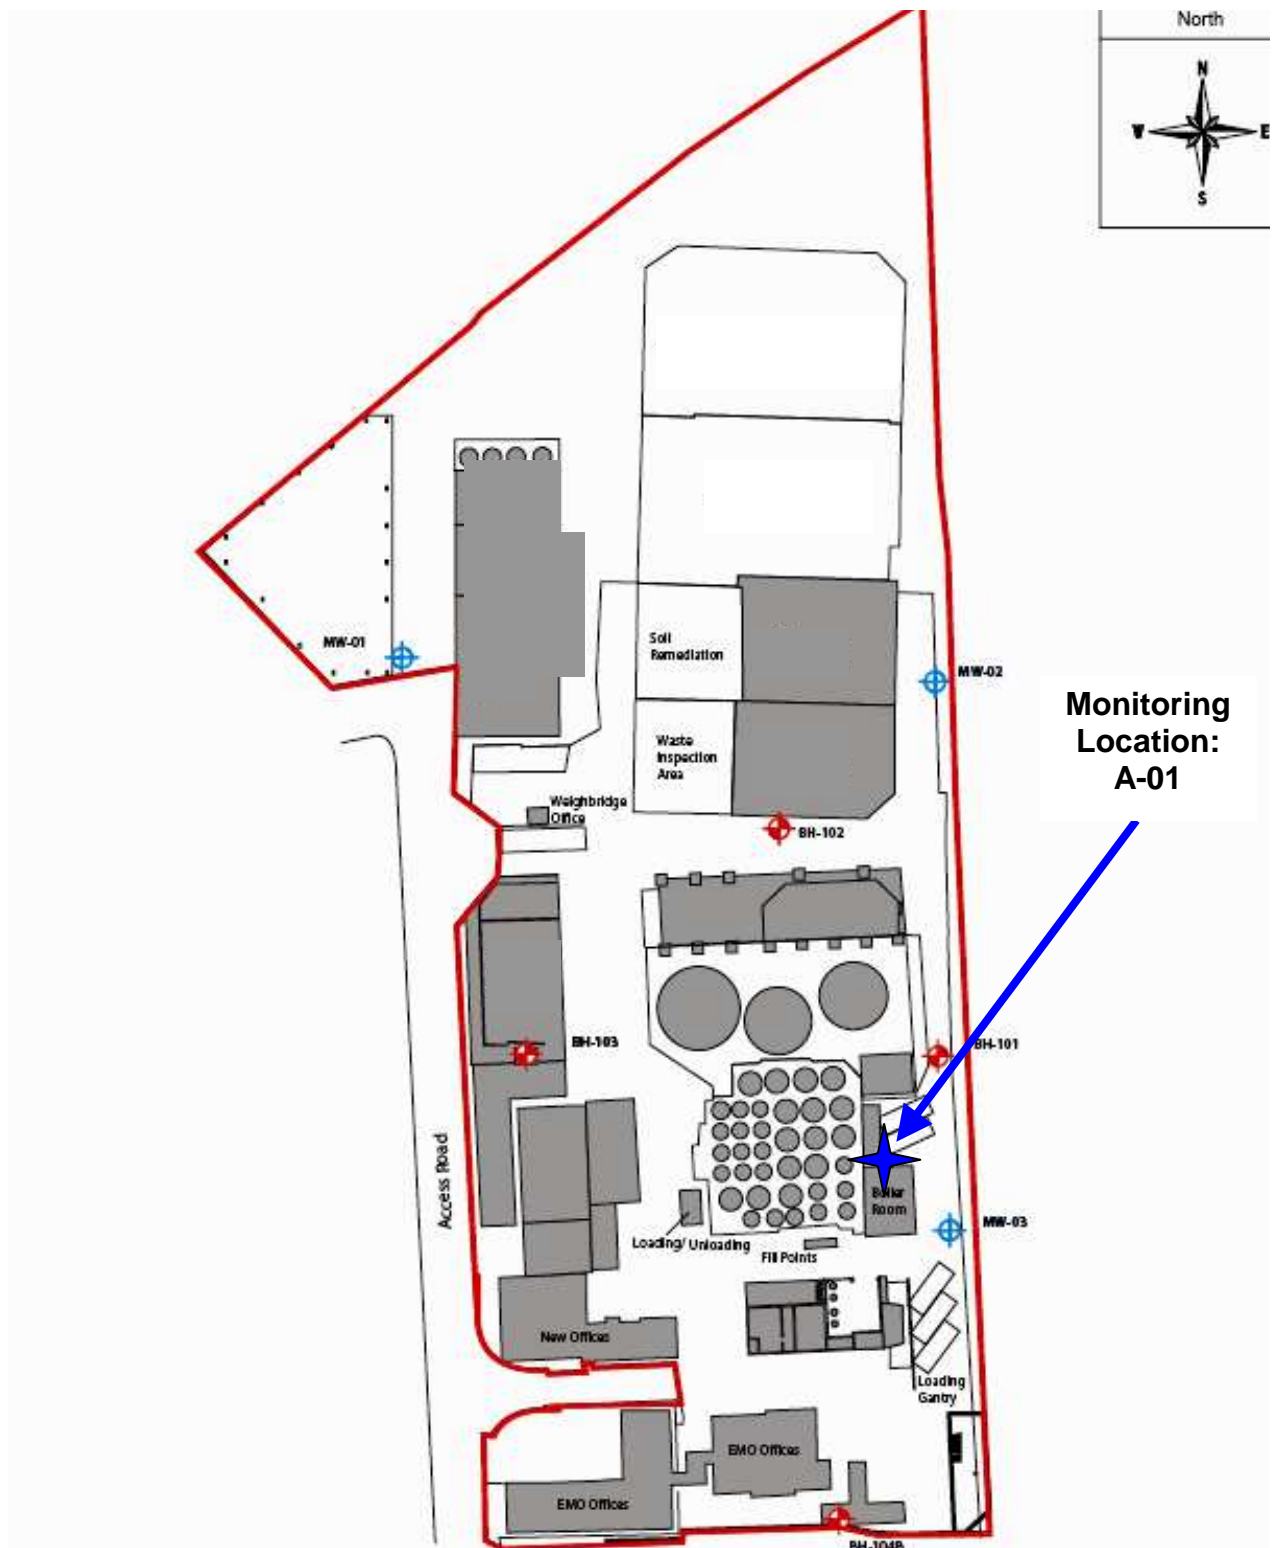 North
N
W
E
S
MW-01
Soil
Remediation
MW-02
Monitoring
Location:
A-01
Waste
Inspection
Area
Weighbridge
Office
BH-102
BH-103
BH-101
Access Road
Boiler
Room
MW-03
Loading/ Unloading
Fill Points
New Offices
Loading
Gantry
EMO Offices
EMO Offices
BH-104B